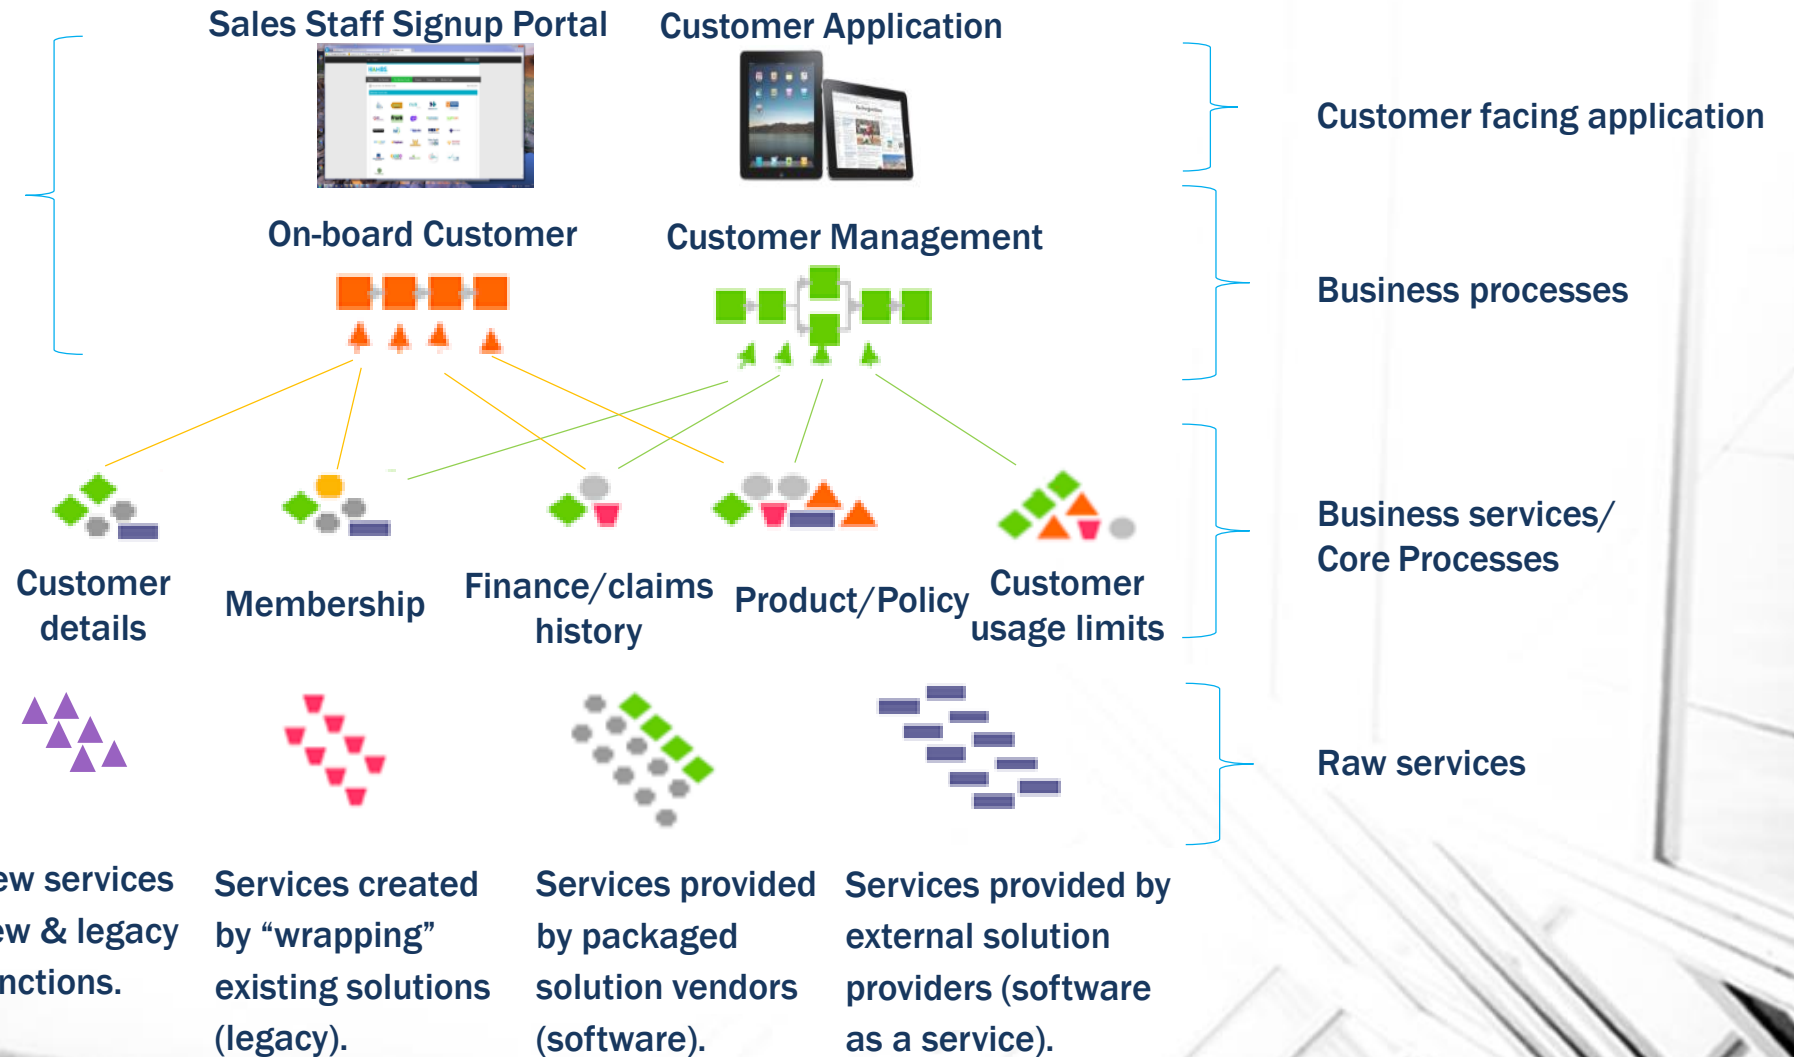 Sales Staff Signup Portal
Customer Application
Customer facing application
On-board Customer
Customer Management
Business processes
Customer
details
Membership
Finance/claims
history
Product/Policy
Customer
usage limits
Business services/
Core Processes
Raw services
services
& legacy
Services created
by “wrapping”
existing solutions
(legacy).
Services provided
by packaged
solution vendors
(software).
Services provided by
external solution
providers (software
as a service).